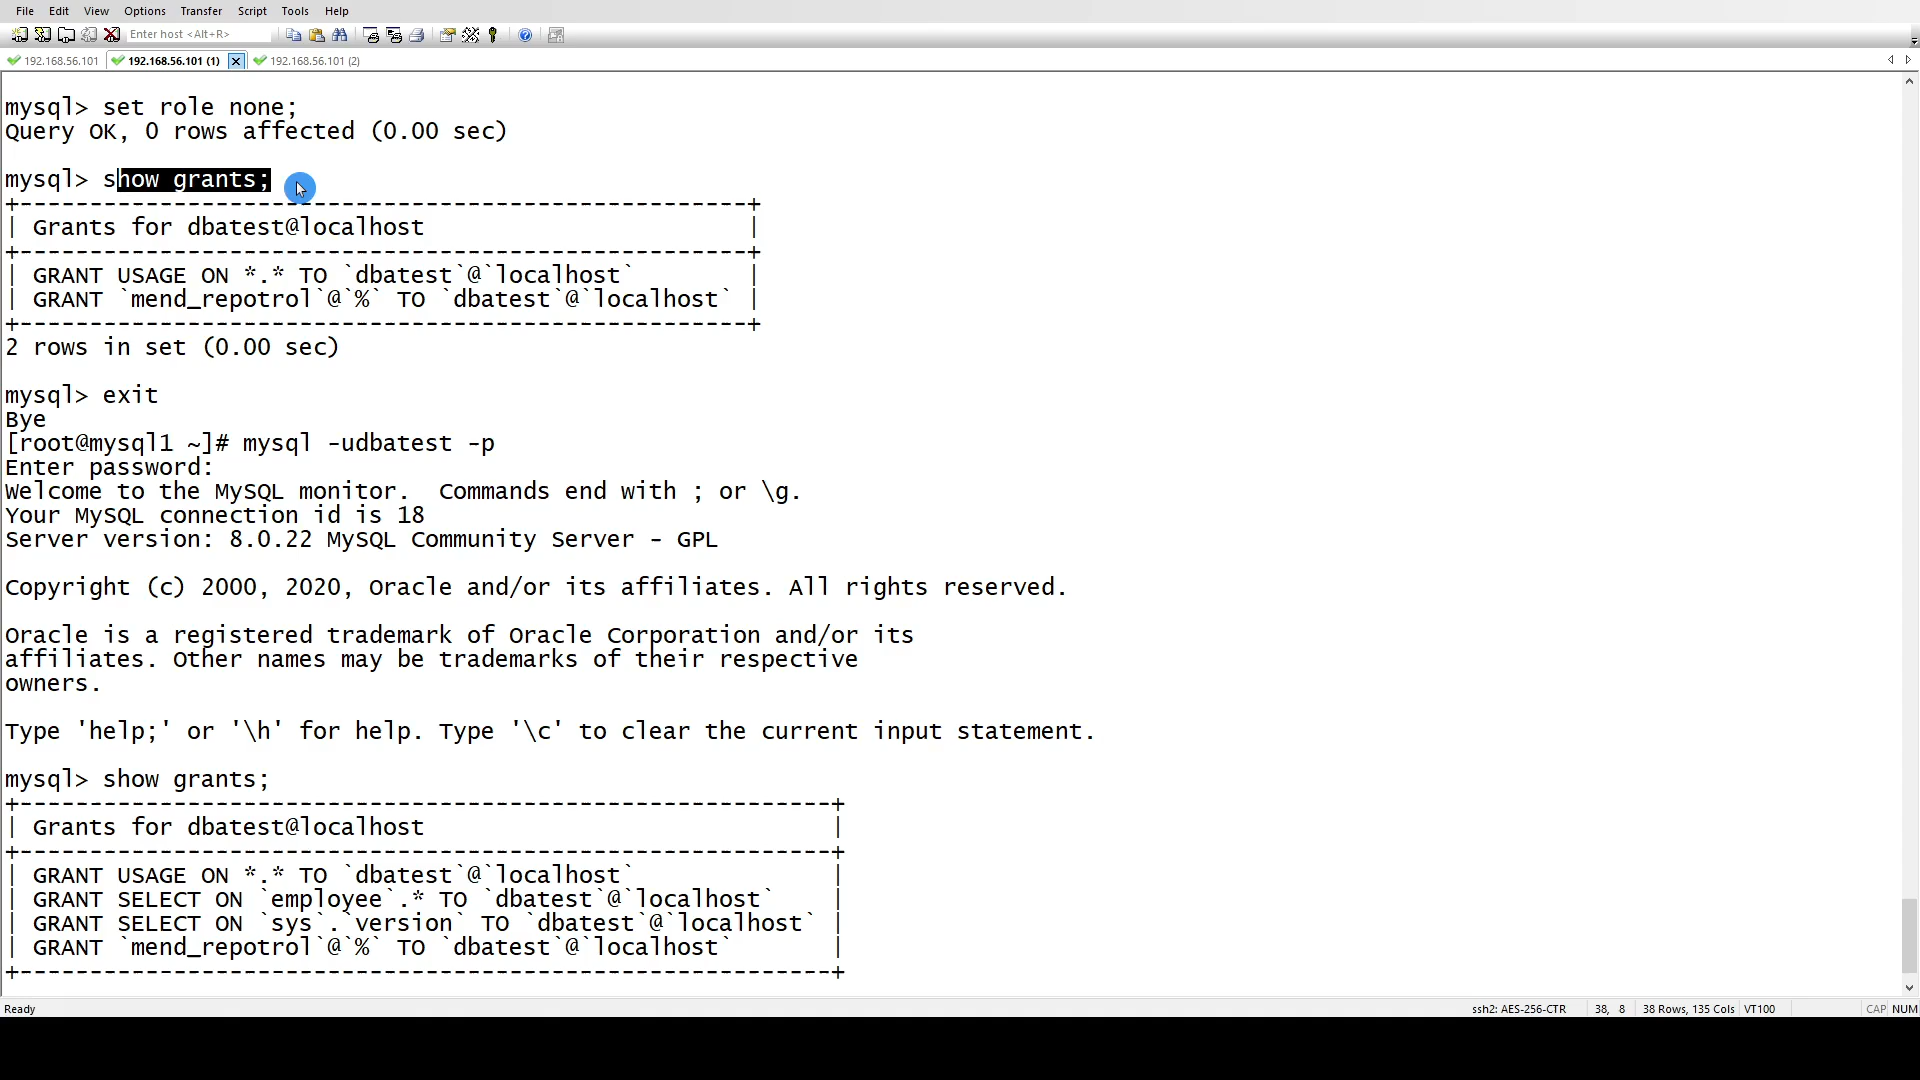 File Edit View Options Transfer Script Tools Help
Enter host <Alt+R>
192.168.56.101 192.168.56.101 (1) 192.168.56.101 (2)
mysql> set role none;
Query OK, 0 rows affected (0.00 sec)
mysql> show grants;
+-----------------------------------------------------+
| Grants for dbatest@localhost                        |
+-----------------------------------------------------+
| GRANT USAGE ON *.* TO `dbatest`@`localhost`         |
| GRANT `mend_repotrol`@`%` TO `dbatest`@`localhost`  |
+-----------------------------------------------------+
2 rows in set (0.00 sec)
mysql> exit
Bye
[root@mysql1 ~]# mysql -udbatest -p
Enter password:
Welcome to the MySQL monitor.  Commands end with ; or \g.
Your MySQL connection id is 18
Server version: 8.0.22 MySQL Community Server - GPL
Copyright (c) 2000, 2020, Oracle and/or its affiliates. All rights reserved.
Oracle is a registered trademark of Oracle Corporation and/or its
affiliates. Other names may be trademarks of their respective
owners.
Type 'help;' or '\h' for help. Type '\c' to clear the current input statement.
mysql> show grants;
+-----------------------------------------------------------+
| Grants for dbatest@localhost                              |
+-----------------------------------------------------------+
| GRANT USAGE ON *.* TO `dbatest`@`localhost`               |
| GRANT SELECT ON `employee`.* TO `dbatest`@`localhost`     |
| GRANT SELECT ON `sys`.`version` TO `dbatest`@`localhost`  |
| GRANT `mend_repotrol`@`%` TO `dbatest`@`localhost`        |
+-----------------------------------------------------------+
Ready ssh2: AES-256-CTR 38, 8 38 Rows, 135 Cols VT100 CAP NUM